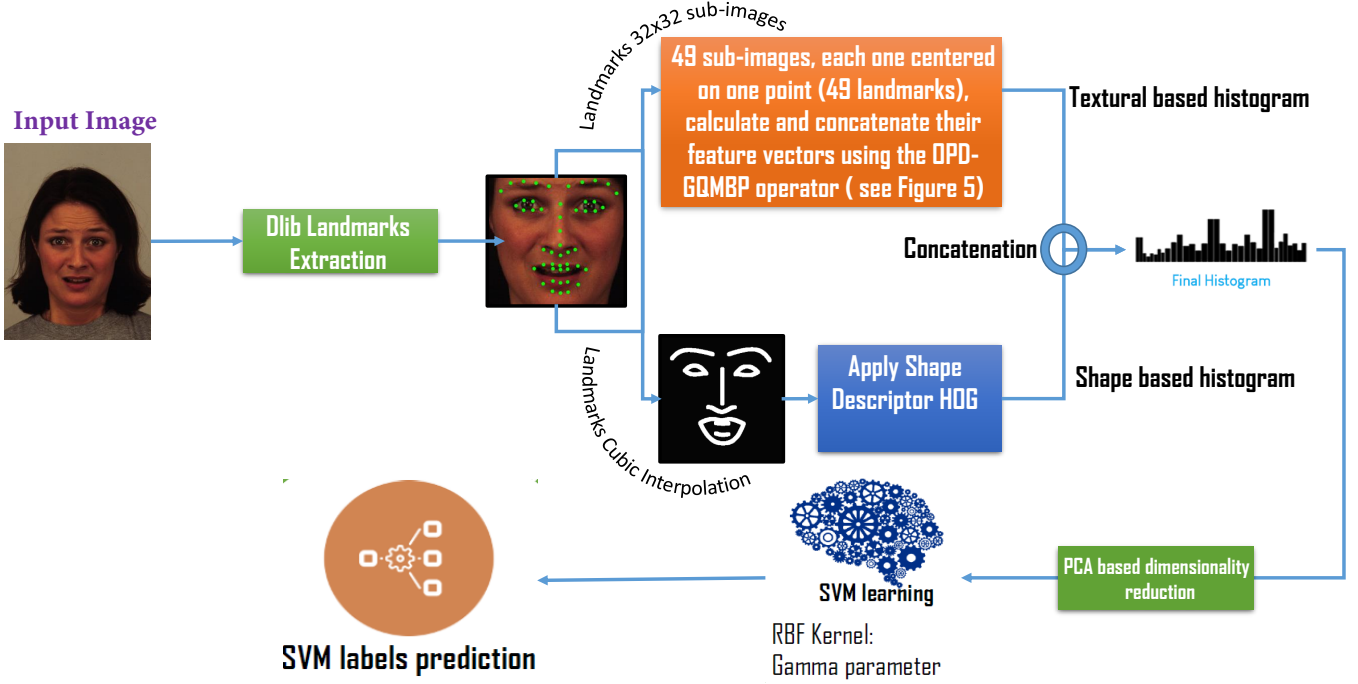 Input Image
Dlib Landmarks
Extraction
Landmarks 32x32 sub-images
49 sub-images, each one centered
on one point (49 landmarks),
calculate and concatenate their
feature vectors using the OPD-
GQMBP operator ( see Figure 5)
Textural based histogram
Concatenation
Final Histogram
Landmarks Cubic Interpolation
Apply Shape
Descriptor HOG
Shape based histogram
PCA based dimensionality
reduction
SVM learning
RBF Kernel:
Gamma parameter
SVM labels prediction